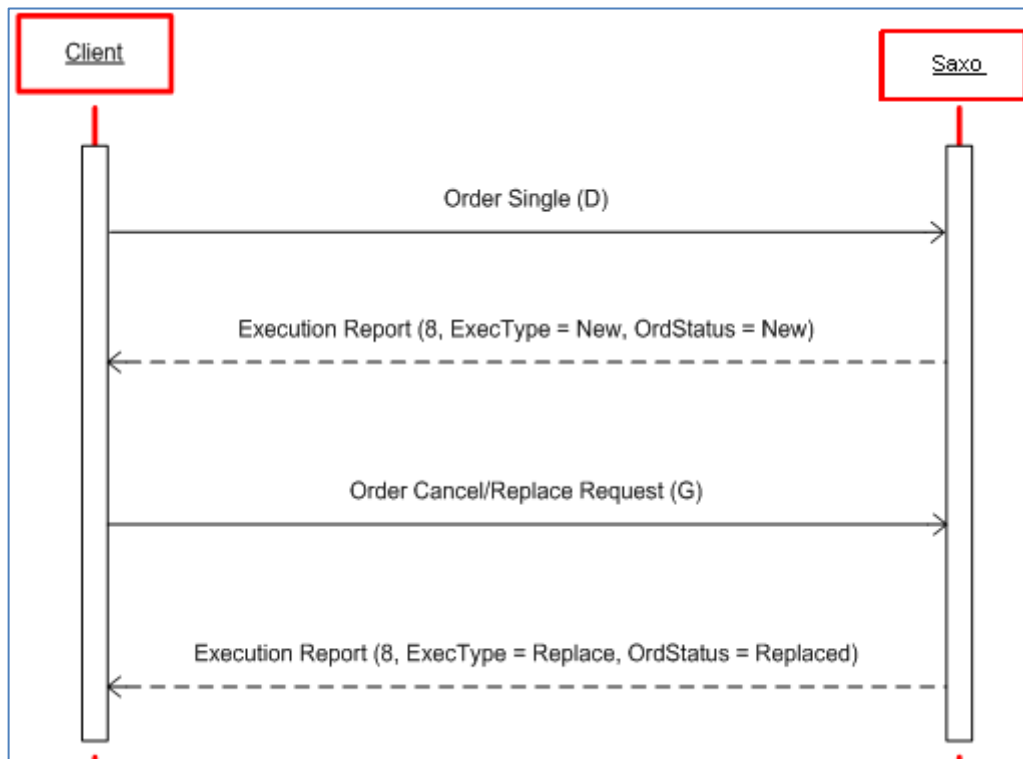 Client
Saxo
Order Single (D)
Execution Report (8, ExecType = New, OrdStatus = New)
Order Cancel/Replace Request (G)
Execution Report (8, ExecType = Replace, OrdStatus = Replaced)